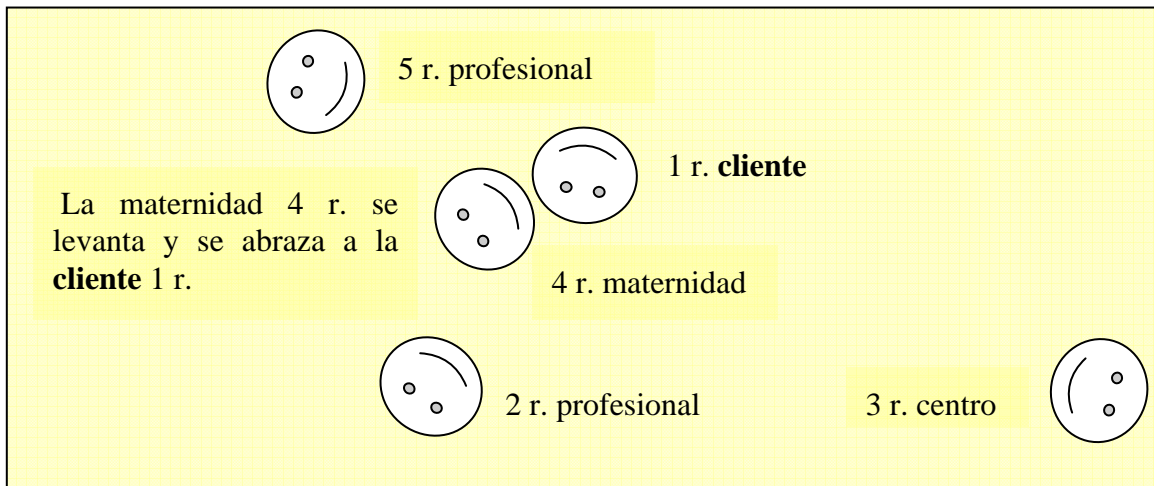 5 r. profesional
1 r. cliente
La maternidad 4 r. se
levanta y se abraza a la
cliente 1 r.
4 r. maternidad
2 r. profesional
3 r. centro